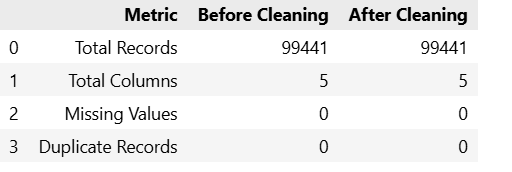 Metric Before Cleaning After Cleaning
0 Total Records 99441 99441
1 Total Columns 5 5
2 Missing Values 0 0
3 Duplicate Records 0 0